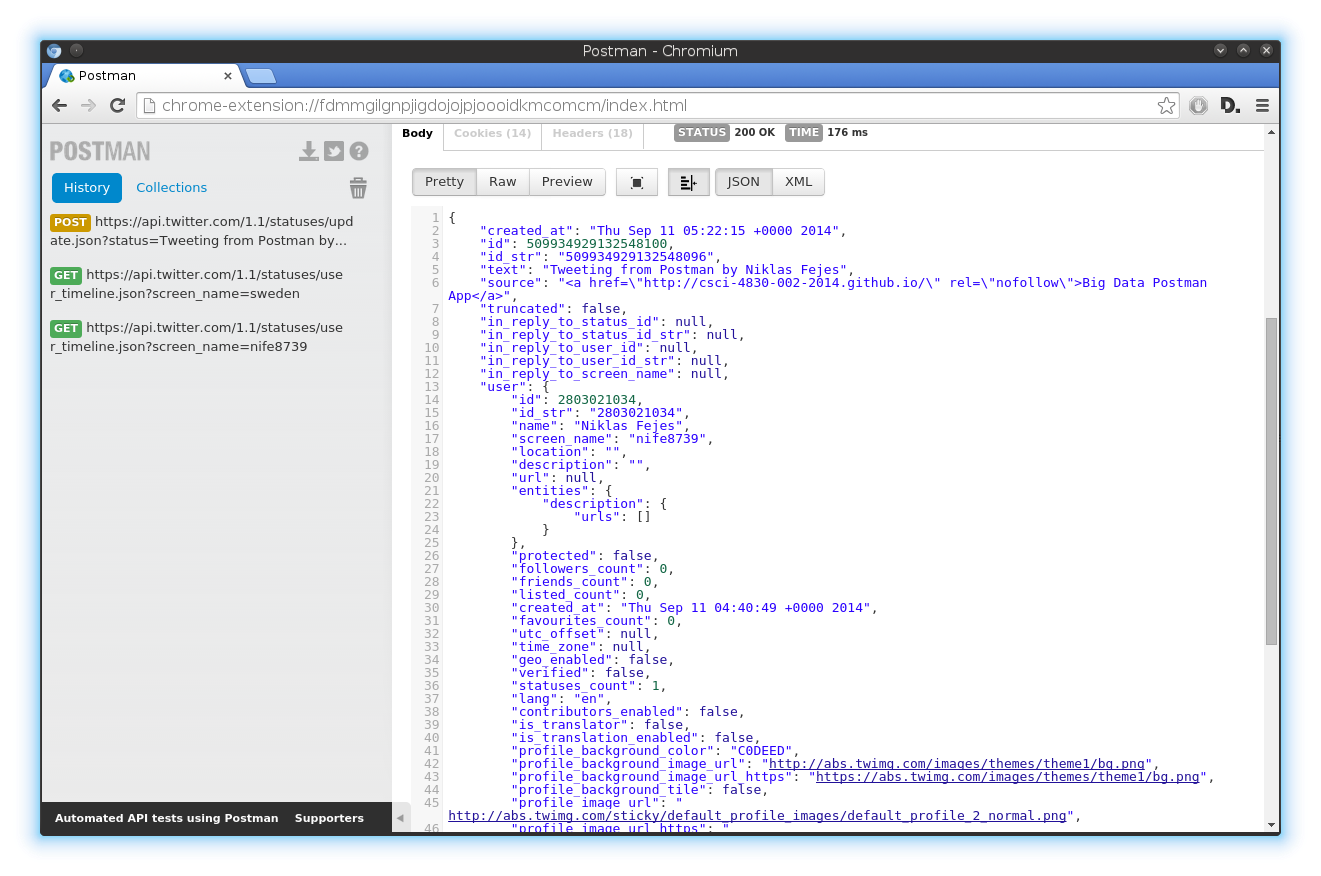 Postman - Chromium
Postman
chrome-extension://fdmmgilgnpjigdojojpjoooidkmcomcm/index.html
POSTMAN
History Collections
POST https://api.twitter.com/1.1/statuses/upd
ate.json?status=Tweeting from Postman by...
GET https://api.twitter.com/1.1/statuses/use
r_timeline.json?screen_name=sweden
GET https://api.twitter.com/1.1/statuses/use
r_timeline.json?screen_name=nife8739
Automated API tests using Postman Supporters
Body Cookies (14) Headers (18) STATUS 200 OK TIME 176 ms
Pretty Raw Preview JSON XML
1 {
2 "created_at": "Thu Sep 11 05:22:15 +0000 2014",
3 "id": 509934929132548100,
4 "id_str": "509934929132548096",
5 "text": "Tweeting from Postman by Niklas Fejes",
6 "source": "<a href=\"http://csci-4830-002-2014.github.io/\" rel=\"nofollow\">Big Data Postman
App</a>",
7 "truncated": false,
8 "in_reply_to_status_id": null,
9 "in_reply_to_status_id_str": null,
10 "in_reply_to_user_id": null,
11 "in_reply_to_user_id_str": null,
12 "in_reply_to_screen_name": null,
13 "user": {
14 "id": 2803021034,
15 "id_str": "2803021034",
16 "name": "Niklas Fejes",
17 "screen_name": "nife8739",
18 "location": "",
19 "description": "",
20 "url": null,
21 "entities": {
22 "description": {
23 "urls": []
24 }
25 },
26 "protected": false,
27 "followers_count": 0,
28 "friends_count": 0,
29 "listed_count": 0,
30 "created_at": "Thu Sep 11 04:40:49 +0000 2014",
31 "favourites_count": 0,
32 "utc_offset": null,
33 "time_zone": null,
34 "geo_enabled": false,
35 "verified": false,
36 "statuses_count": 1,
37 "lang": "en",
38 "contributors_enabled": false,
39 "is_translator": false,
40 "is_translation_enabled": false,
41 "profile_background_color": "C0DEED",
42 "profile_background_image_url": "http://abs.twimg.com/images/themes/theme1/bg.png",
43 "profile_background_image_url_https": "https://abs.twimg.com/images/themes/theme1/bg.png",
44 "profile_background_tile": false,
45 "profile_image_url": "
http://abs.twimg.com/sticky/default_profile_images/default_profile_2_normal.png",
46 "profile_image_url_https": "